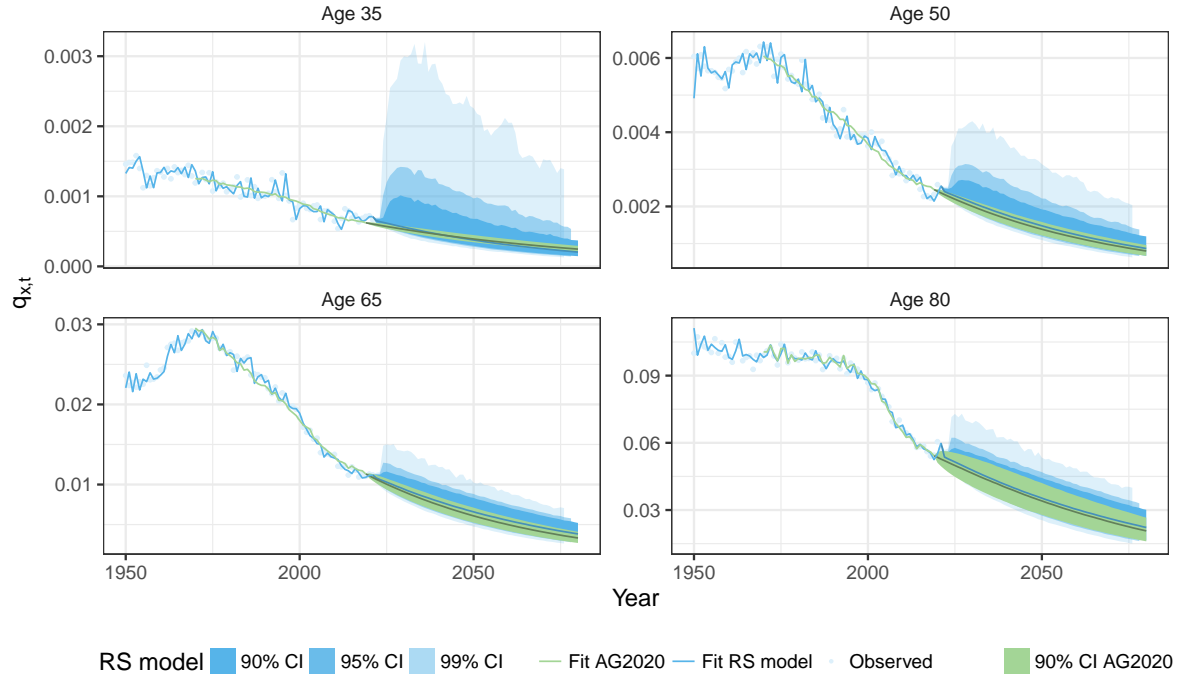 Age 35
Age 50
0.003
0.002
0.001
0.000
0.006
0.004
0.002
q x,t
Age 65
Age 80
0.03
0.02
0.01
0.09
0.06
0.03
1950
2000
2050
1950
2000
2050
Year
RS model 90% CI 95% CI 99% CI Fit AG2020 Fit RS model Observed 90% CI AG2020